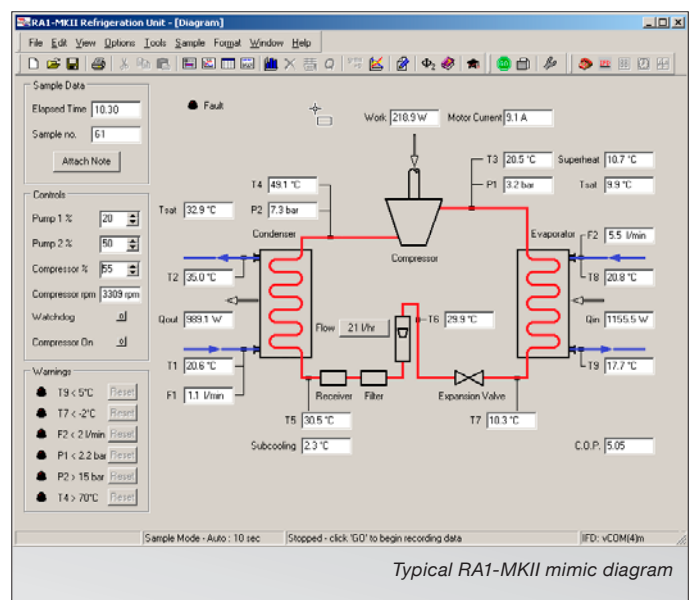 RA1-MKII Refrigeration Unit - [Diagram]
File Edit View Options Tools Sample Format Window Help
Sample Data
Elapsed Time 10.30
Sample no. 61
Attach Note
Controls
Pump 1 % 20
Pump 2 % 50
Compressor % 55
Compressor rpm 3309 rpm
Watchdog 0
Compressor On
Warnings
T9 < 5°C Reset
T7 < -2°C Reset
F2 < 2 l/min Reset
P1 < 2.2 bar Reset
P2 > 15 bar Reset
T4 > 70°C Reset
Fault
Work 218.9 W Motor Current 9.1 A
T3 20.5 °C Superheat 10.7 °C
P1 3.2 bar Tsat 9.9 °C
T4 49.1 °C
Tsat 32.9 °C P2 7.3 bar
Condenser
Compressor
Evaporator F2 5.5 l/min
T2 35.0 °C
T8 20.8 °C
Qout 989.1 W
Flow 21 l/hr
T6 29.9 °C
Qin 1155.5 W
T1 20.6 °C
T9 17.7 °C
F1 1.1 l/min
Receiver Filter Expansion Valve
T5 30.5 °C
T7 10.3 °C
Subcooling 2.3 °C
C.O.P. 5.05
Sample Mode - Auto : 10 sec Stopped - click 'GO' to begin recording data IFD: vCOM(4)m
Typical RA1-MKII mimic diagram